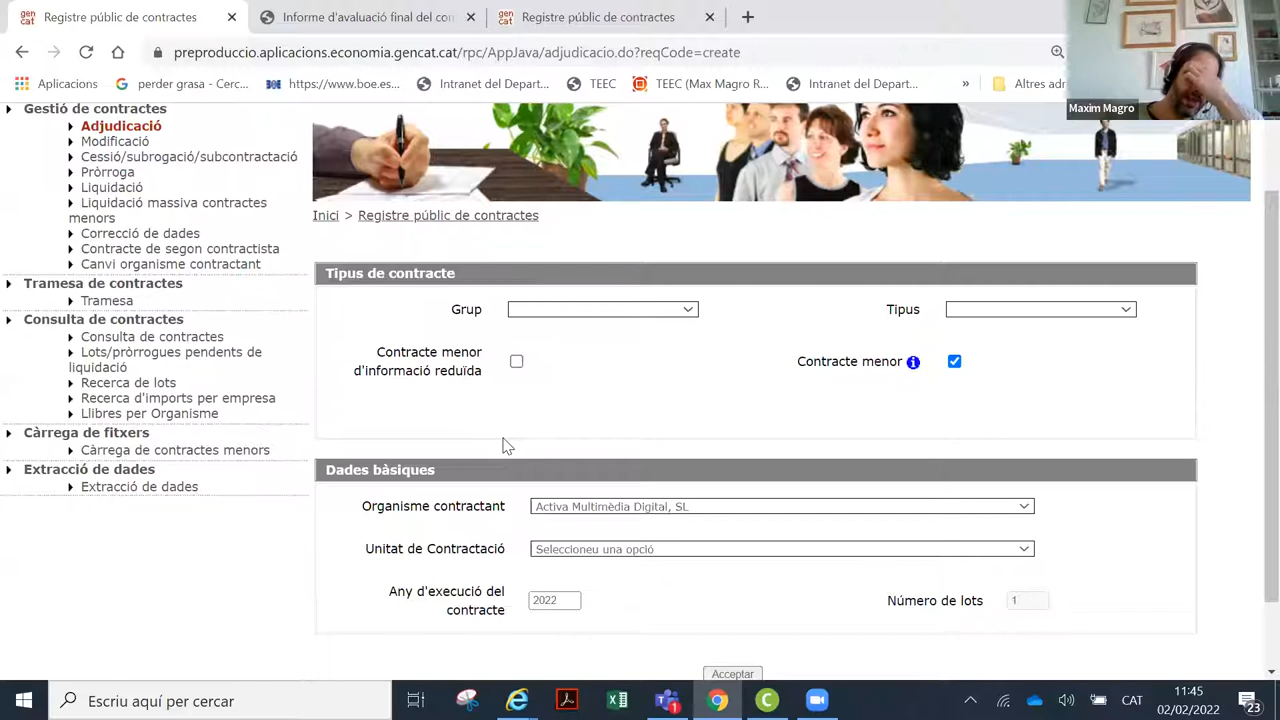 gen cat Registre públic de contractes
Informe d'avaluació final del con
gen cat Registre públic de contractes
preproduccio.aplicacions.economia.gencat.cat/rpc/AppJava/adjudicacio.do?reqCode=create
Aplicacions
perder grasa - Cerc...
https://www.boe.es...
Intranet del Depart...
TEEC
TEEC (Max Magro R...
Intranet del Depart...
»
Altres adr
Maxim Magro
Gestió de contractes
Adjudicació
Modificació
Cessió/subrogació/subcontractació
Pròrroga
Liquidació
Liquidació massiva contractes
menors
Correcció de dades
Contracte de segon contractista
Canvi organisme contractant
Tramesa de contractes
Tramesa
Consulta de contractes
Consulta de contractes
Lots/pròrrogues pendents de
liquidació
Recerca de lots
Recerca d'imports per empresa
Llibres per Organisme
Càrrega de fitxers
Càrrega de contractes menors
Extracció de dades
Extracció de dades
Inici > Registre públic de contractes
Tipus de contracte
Grup
Tipus
Contracte menor
d'informació reduïda
Contracte menor
Dades bàsiques
Organisme contractant Activa Multimèdia Digital, SL
Unitat de Contractació Seleccioneu una opció
Any d'execució del
contracte
2022
Número de lots 1
Acceptar
Escriu aquí per cercar
CAT
11:45
02/02/2022
23